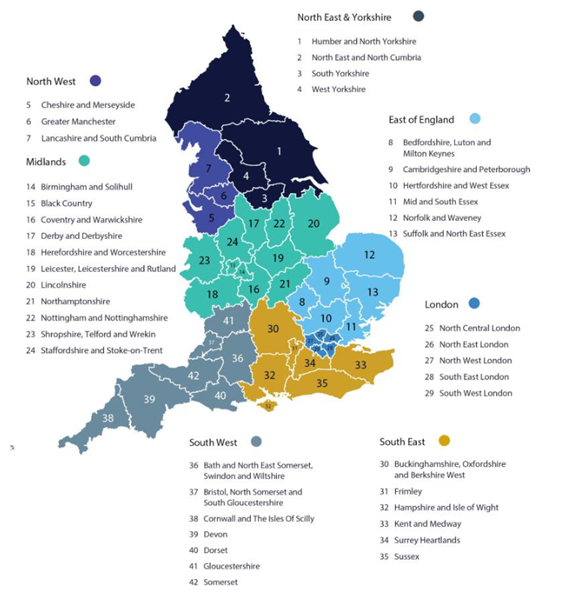 North East & Yorkshire
1 Humber and North Yorkshire
2 North East and North Cumbria
3 South Yorkshire
4 West Yorkshire
North West
5 Cheshire and Merseyside
6 Greater Manchester
7 Lancashire and South Cumbria
East of England
8 Bedfordshire, Luton and
Milton Keynes
9 Cambridgeshire and Peterborough
10 Hertfordshire and West Essex
11 Mid and South Essex
12 Norfolk and Waveney
13 Suffolk and North East Essex
Midlands
14 Birmingham and Solihull
15 Black Country
16 Coventry and Warwickshire
17 Derby and Derbyshire
18 Herefordshire and Worcestershire
19 Leicester, Leicestershire and Rutland
20 Lincolnshire
21 Northamptonshire
22 Nottingham and Nottinghamshire
23 Shropshire, Telford and Wrekin
24 Staffordshire and Stoke-on-Trent
London
25 North Central London
26 North East London
27 North West London
28 South East London
29 South West London
South West
36 Bath and North East Somerset,
Swindon and Wiltshire
37 Bristol, North Somerset and
South Gloucestershire
38 Cornwall and The Isles Of Scilly
39 Devon
40 Dorset
41 Gloucestershire
42 Somerset
South East
30 Buckinghamshire, Oxfordshire
and Berkshire West
31 Frimley
32 Hampshire and Isle of Wight
33 Kent and Medway
34 Surrey Heartlands
35 Sussex
2
1
7
4
6
3
5
17
22
20
24
19
23
12
9
13
18
16
21
8
10
11
41
30
37
36
34
33
32
35
42
39
40
38